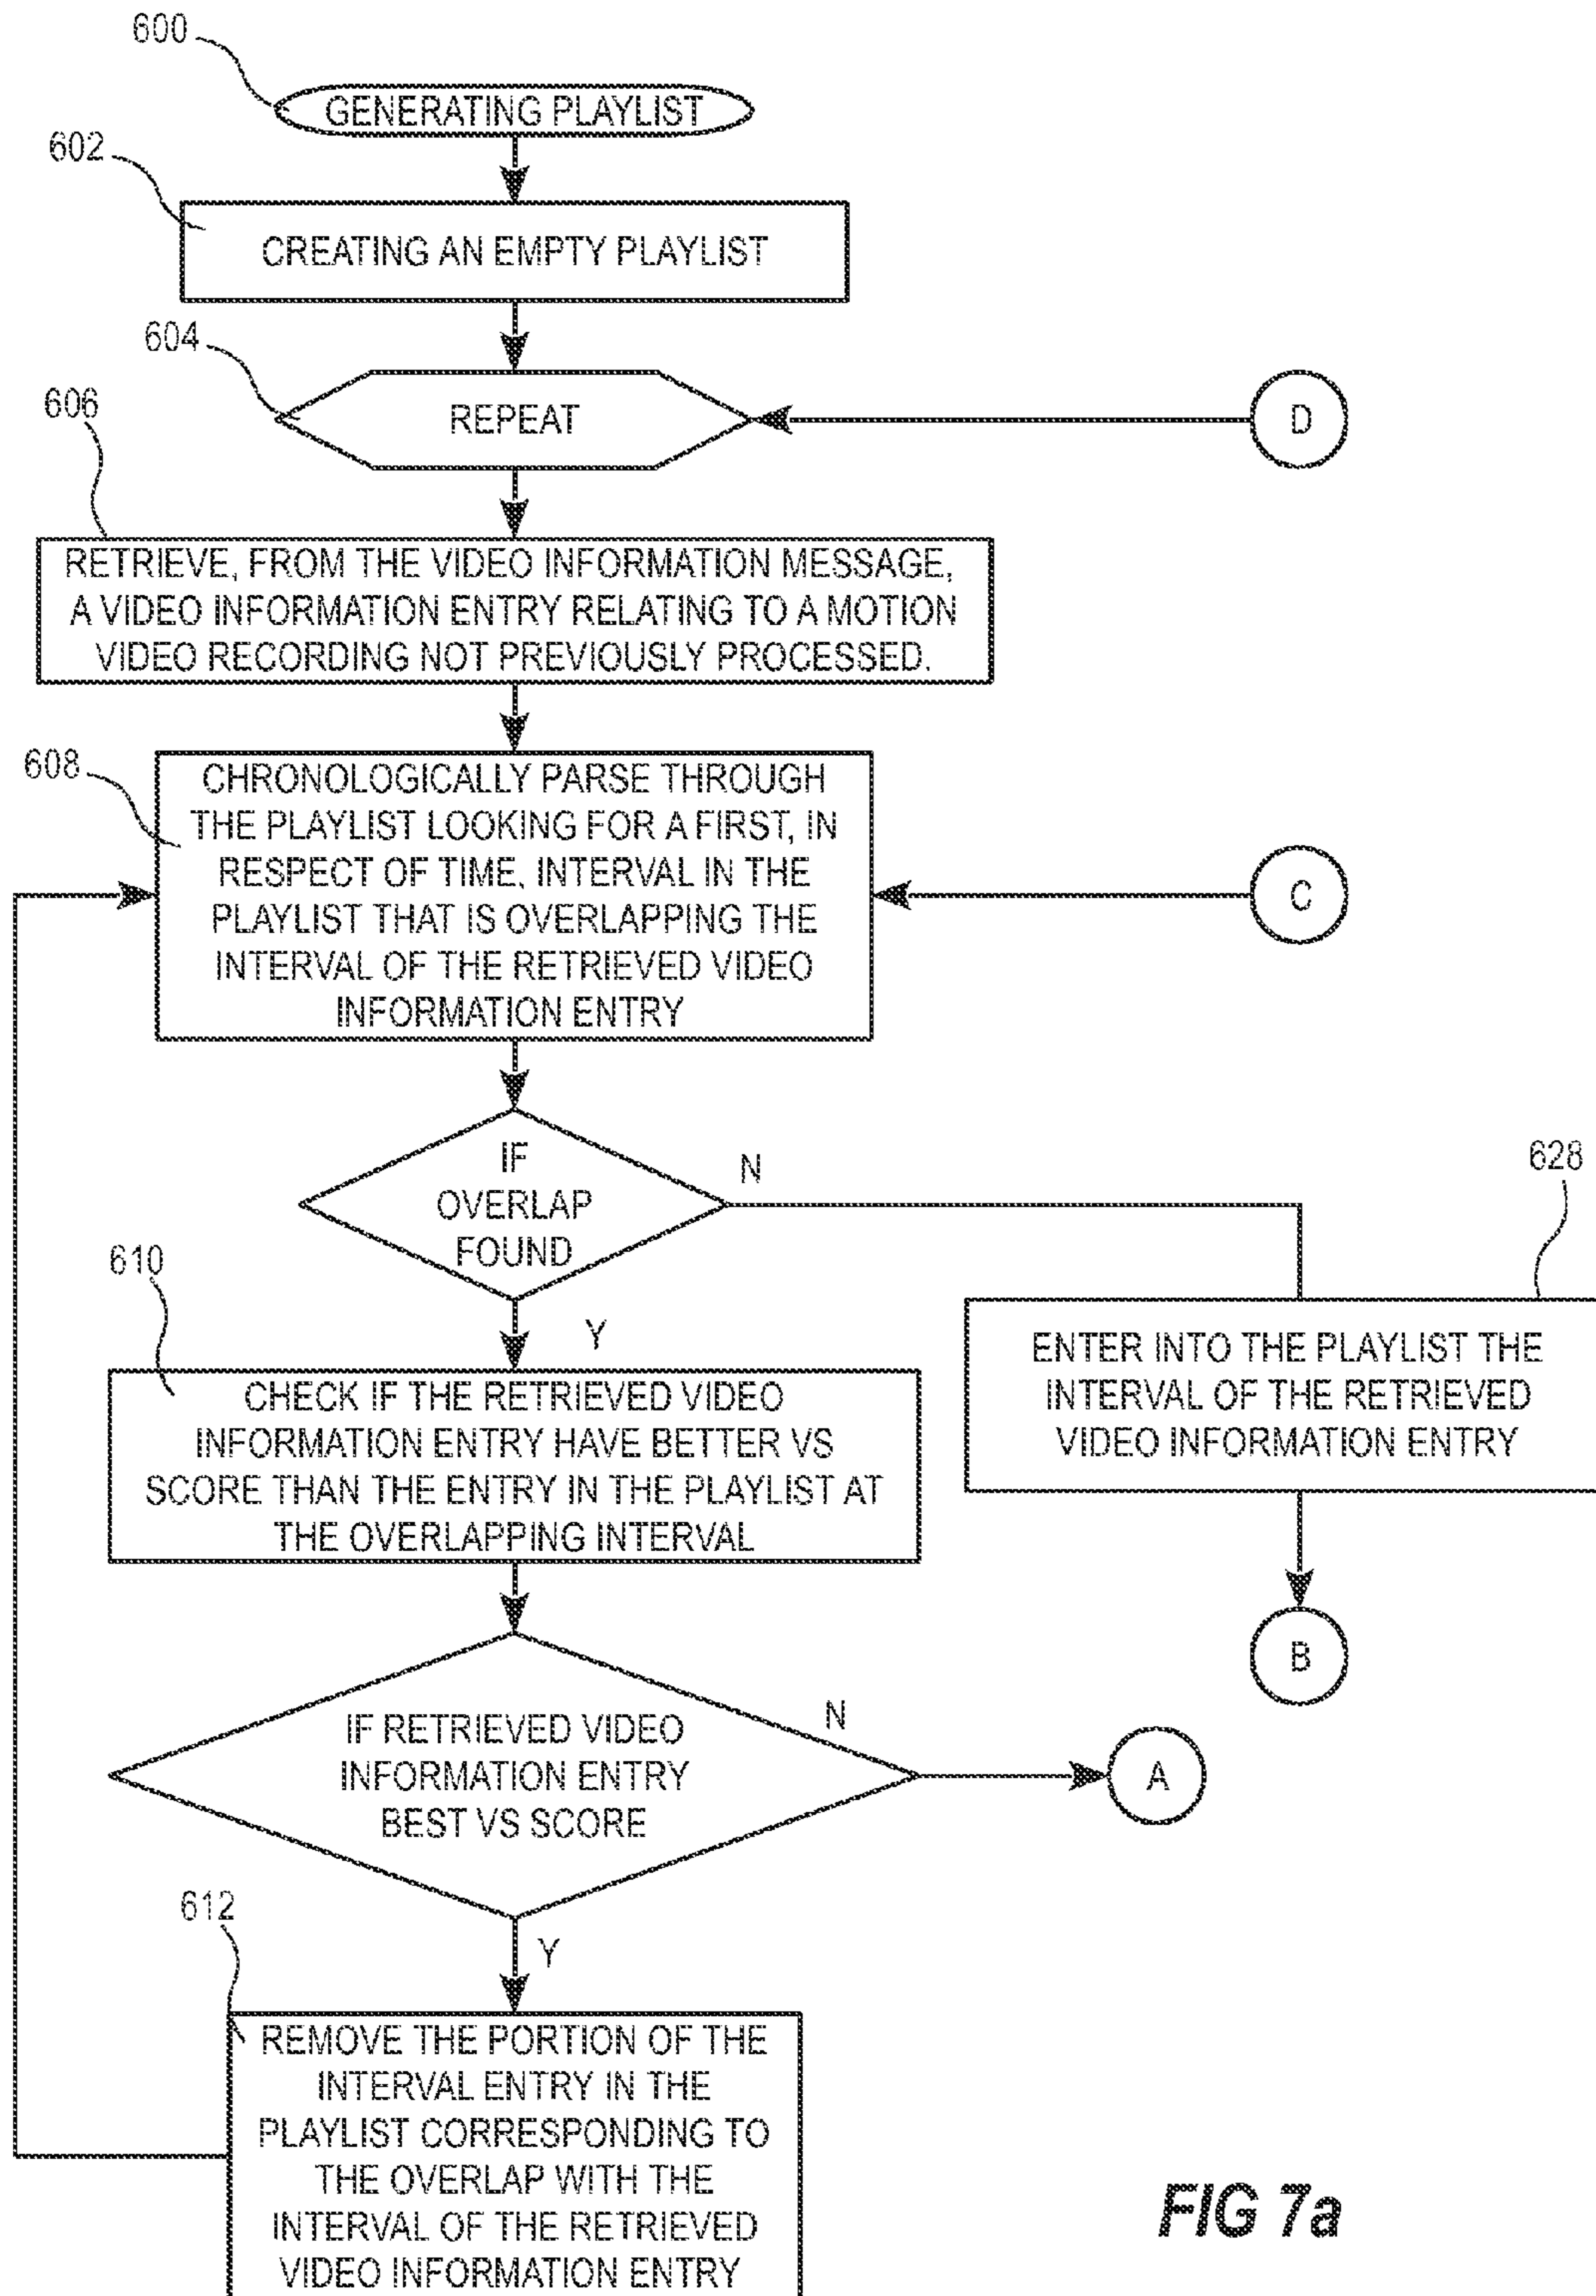 600
GENERATING PLAYLIST
602
CREATING AN EMPTY PLAYLIST
604
REPEAT
D
606
RETRIEVE, FROM THE VIDEO INFORMATION MESSAGE,
A VIDEO INFORMATION ENTRY RELATING TO A MOTION
VIDEO RECORDING NOT PREVIOUSLY PROCESSED.
608
CHRONOLOGICALLY PARSE THROUGH
THE PLAYLIST LOOKING FOR A FIRST, IN
RESPECT OF TIME, INTERVAL IN THE
PLAYLIST THAT IS OVERLAPPING THE
INTERVAL OF THE RETRIEVED VIDEO
INFORMATION ENTRY
C
IF
OVERLAP
FOUND
N
628
ENTER INTO THE PLAYLIST THE
INTERVAL OF THE RETRIEVED
VIDEO INFORMATION ENTRY
B
610
Y
CHECK IF THE RETRIEVED VIDEO
INFORMATION ENTRY HAVE BETTER VS
SCORE THAN THE ENTRY IN THE PLAYLIST AT
THE OVERLAPPING INTERVAL
IF RETRIEVED VIDEO
INFORMATION ENTRY
BEST VS SCORE
N
A
612
Y
REMOVE THE PORTION OF THE
INTERVAL ENTRY IN THE
PLAYLIST CORRESPONDING TO
THE OVERLAP WITH THE
INTERVAL OF THE RETRIEVED
VIDEO INFORMATION ENTRY
FIG 7a